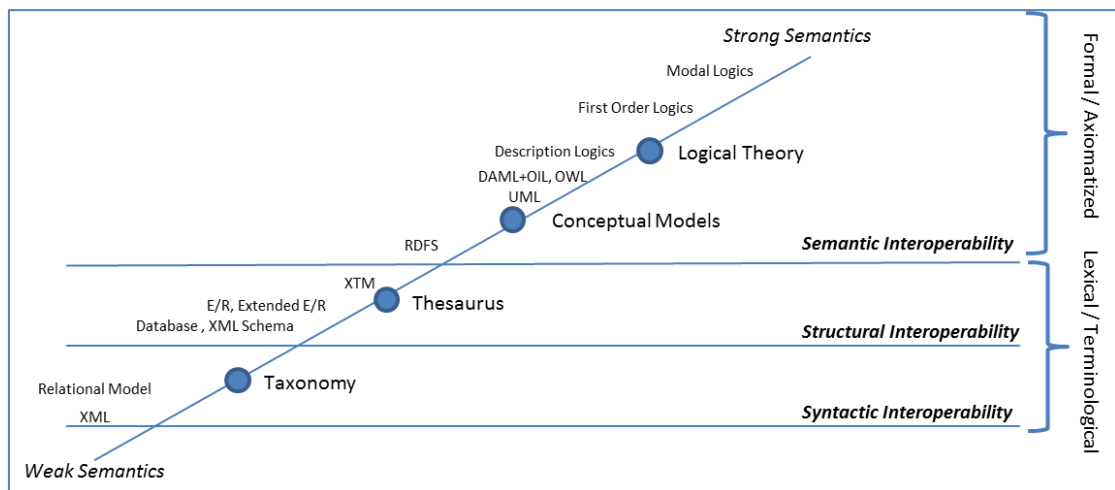 Strong Semantics
Modal Logics
First Order Logics
Description Logics
Logical Theory
DAML+OIL, OWL
UML
Conceptual Models
RDFS
Semantic Interoperability
XTM
Thesaurus
E/R, Extended E/R
Database , XML Schema
Structural Interoperability
Taxonomy
Relational Model
XML
Syntactic Interoperability
Weak Semantics
Formal / Axiomatized
Lexical / Terminological